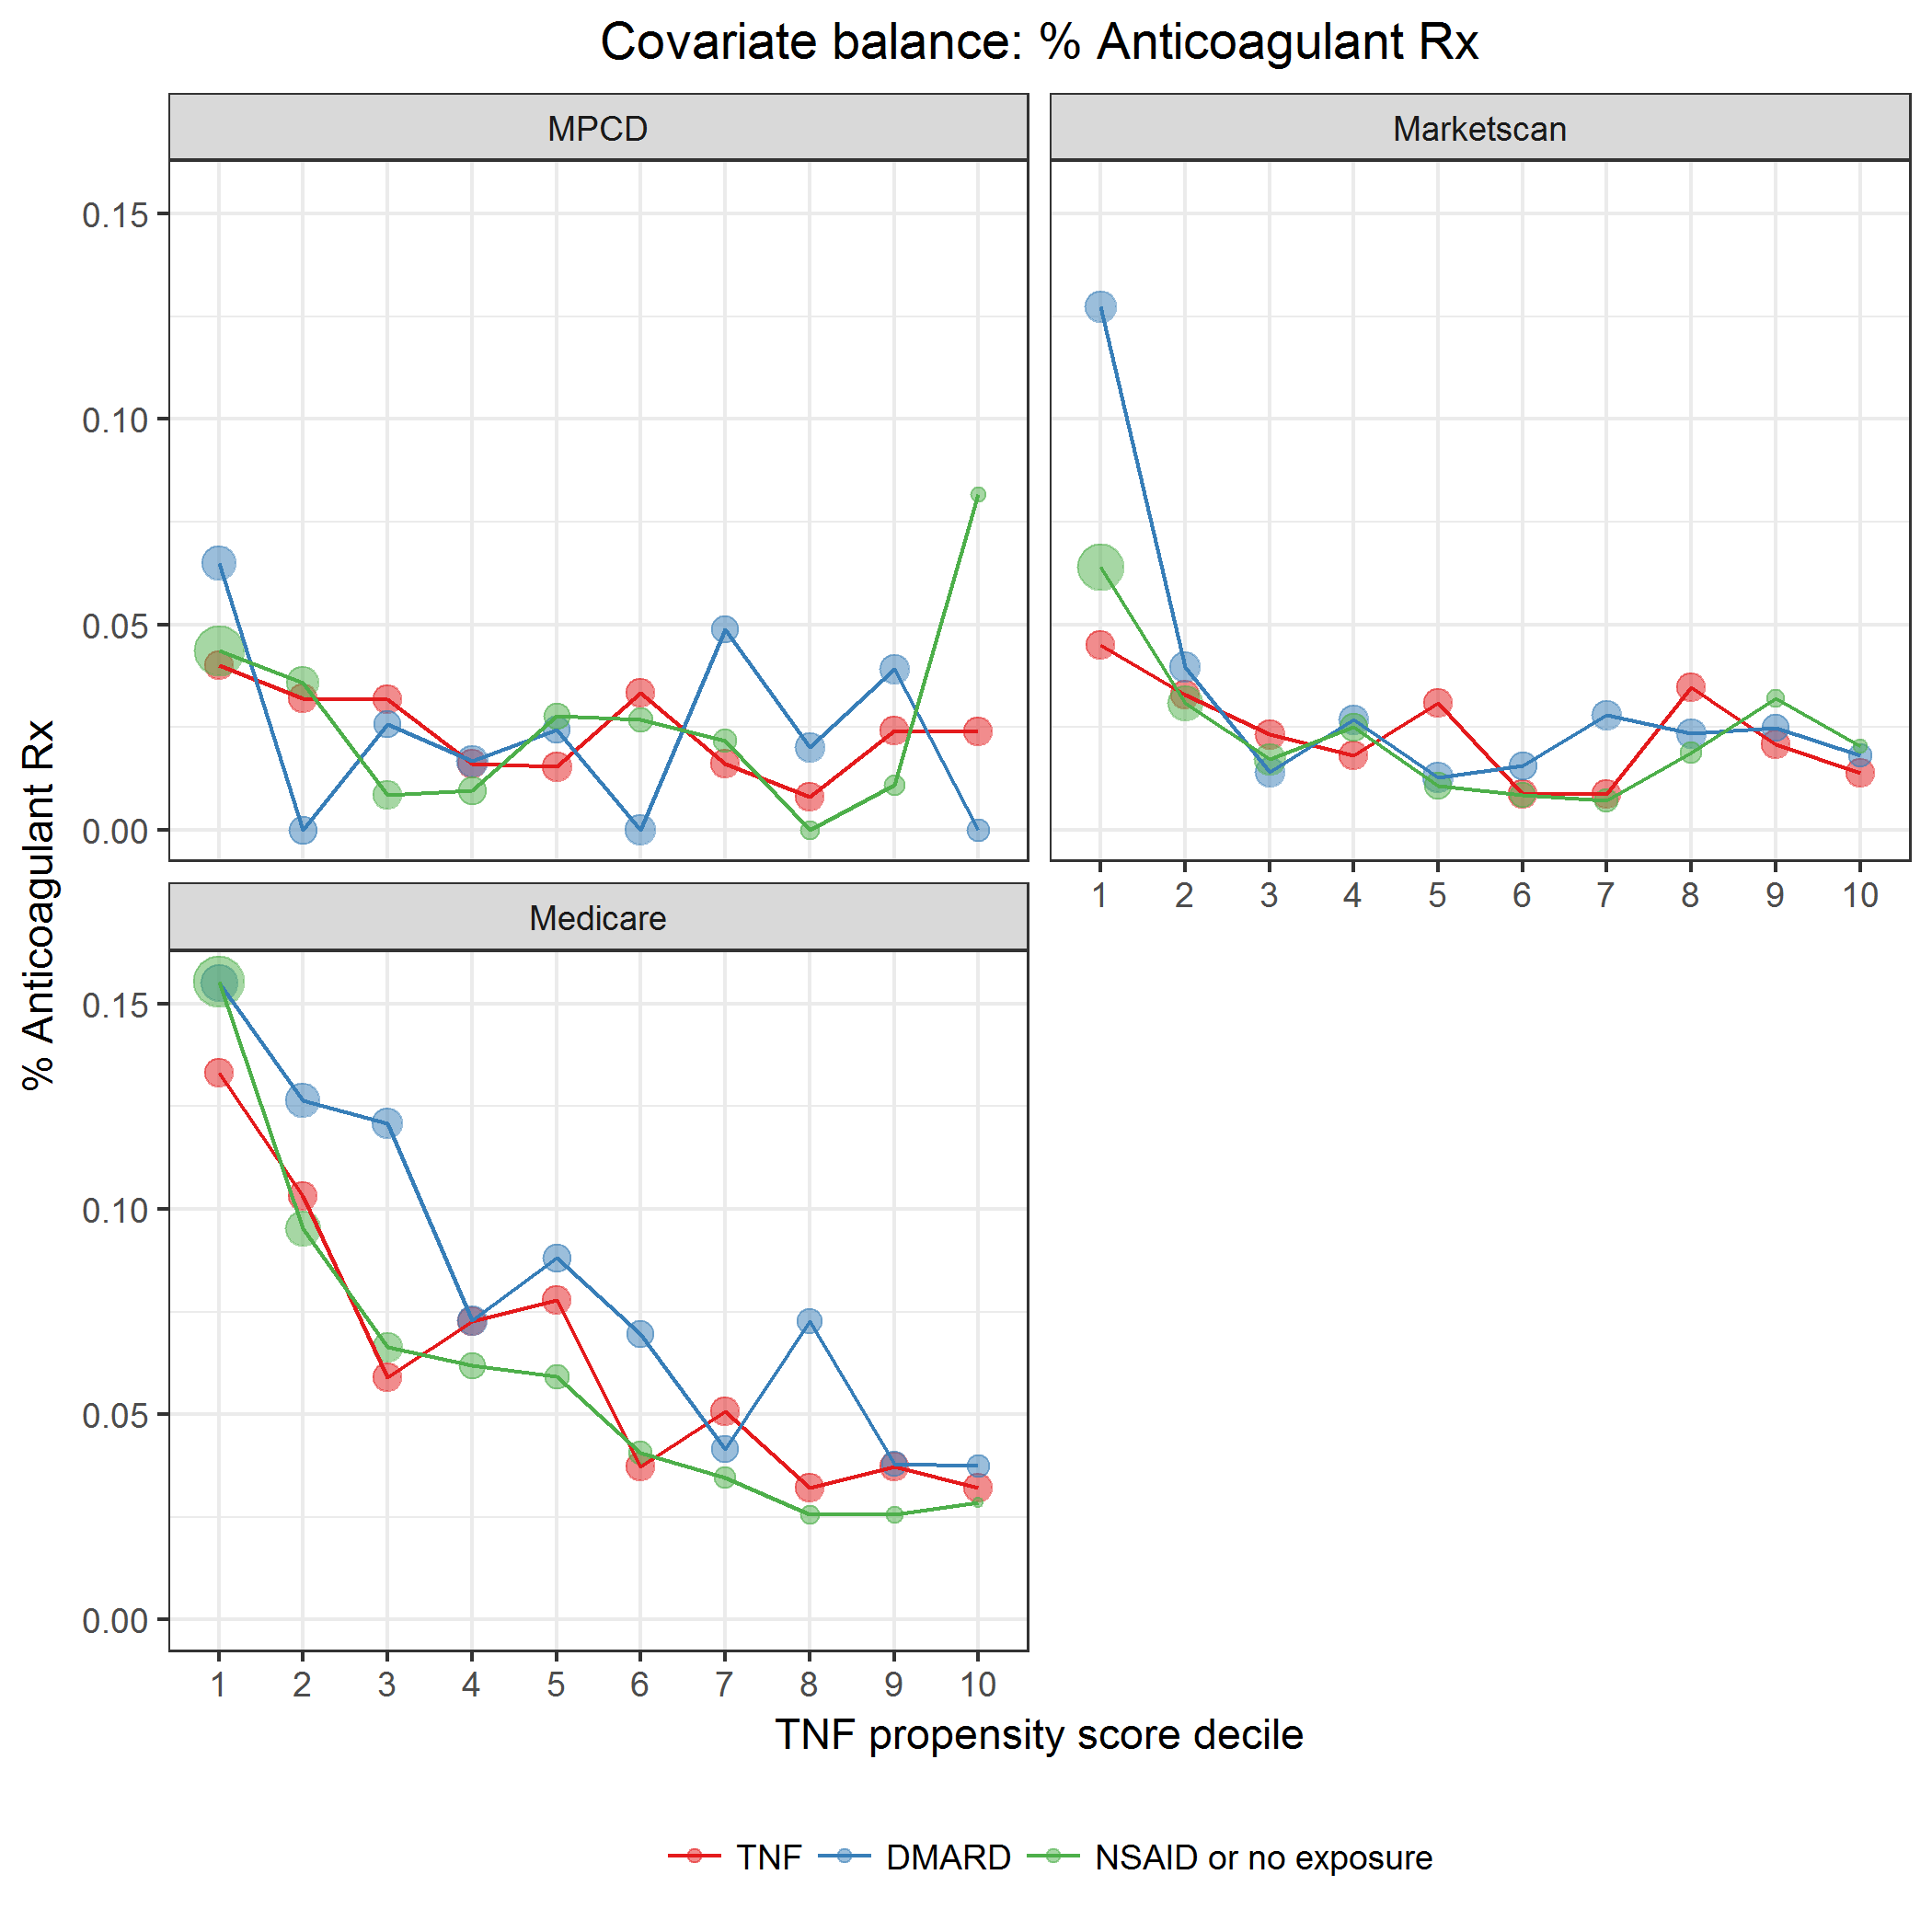 Covariate balance: % Anticoagulant Rx
MPCD
Marketscan
0.15
0.10
0.05
0.00
1 2 3 4 5 6 7 8 9 10
Medicare
0.15
0.10
0.05
0.00
1 2 3 4 5 6 7 8 9 10
% Anticoagulant Rx
TNF propensity score decile
TNF DMARD NSAID or no exposure